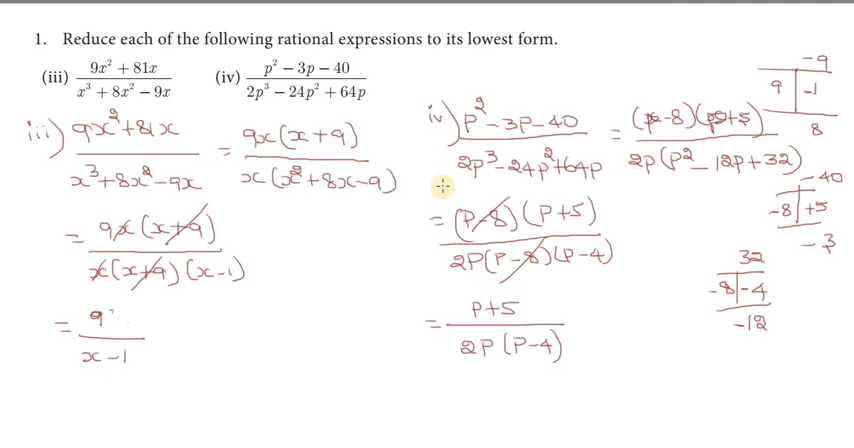 1. Reduce each of the following rational expressions to its lowest form.
(iii) (9x² + 81x)/(x³ + 8x² − 9x) (iv) (p² − 3p − 40)/(2p³ − 24p² + 64p)
iii) (9x²+81x)/(x³+8x²−9x) = 9x(x+9)/x(x²+8x−9)
= 9x(x+9)/x(x+9)(x−1)
= 9/(x−1)
iv) (p²−3p−40)/(2p³−24p²+64p) = (p−8)(p+5)/2p(p²−12p+32)
= (p−8)(p+5)/2p(p−8)(p−4)
= (p+5)/2p(p−4)
−9
9 | −1
8
−40
−8 | +5
−3
32
−8 | −4
−12